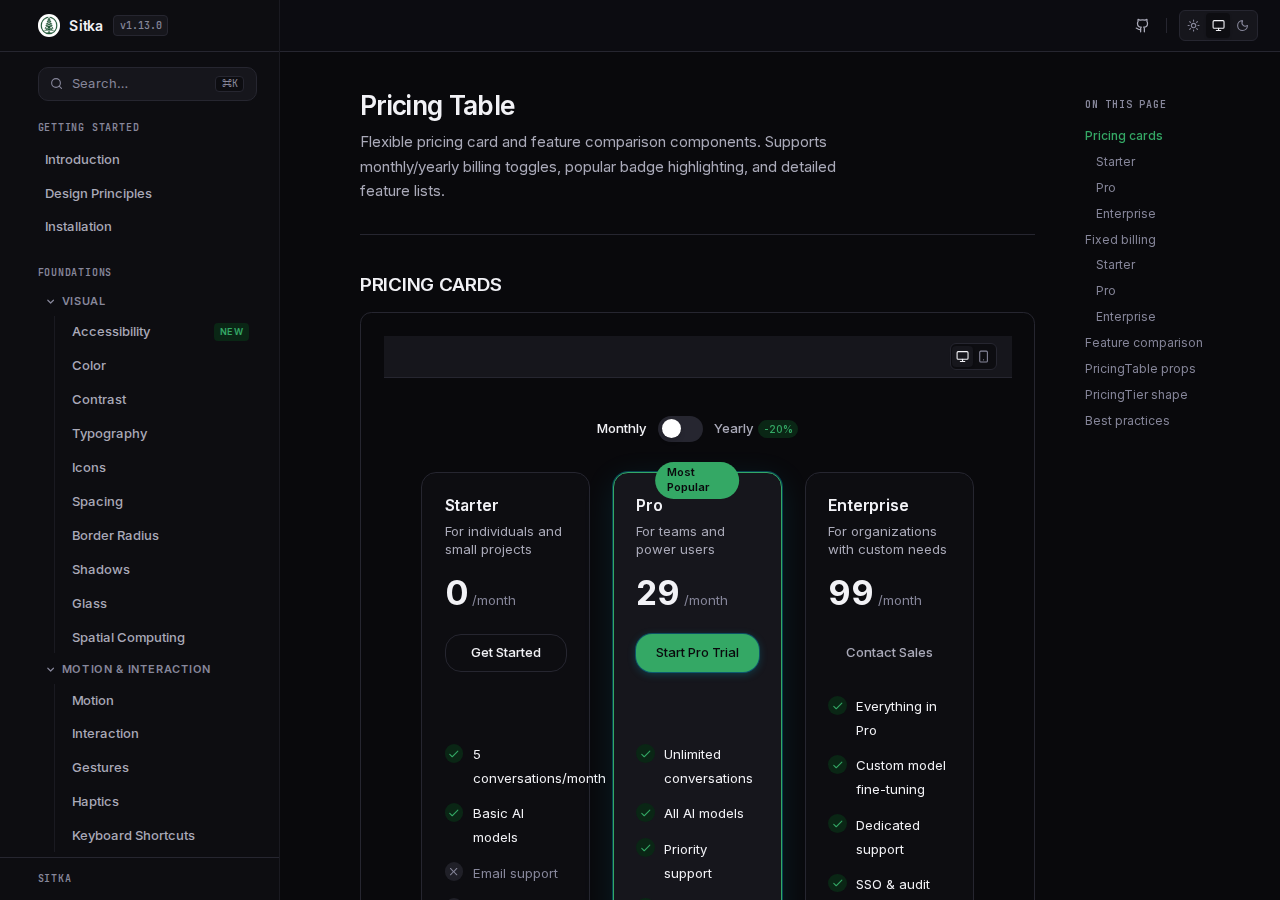 Sitka v1.13.0
Search... ⌘K
GETTING STARTED
Introduction
Design Principles
Installation
FOUNDATIONS
VISUAL
Accessibility NEW
Color
Contrast
Typography
Icons
Spacing
Border Radius
Shadows
Glass
Spatial Computing
MOTION & INTERACTION
Motion
Interaction
Gestures
Haptics
Keyboard Shortcuts
SITKA
Pricing Table
Flexible pricing card and feature comparison components. Supports
monthly/yearly billing toggles, popular badge highlighting, and detailed
feature lists.
PRICING CARDS
Monthly Yearly -20%
Starter
For individuals and
small projects
0 /month
Get Started
5
conversations/month
Basic AI
models
Email support
Most
Popular
Pro
For teams and
power users
29 /month
Start Pro Trial
Unlimited
conversations
All AI models
Priority
support
Enterprise
For organizations
with custom needs
99 /month
Contact Sales
Everything in
Pro
Custom model
fine-tuning
Dedicated
support
SSO & audit
ON THIS PAGE
Pricing cards
Starter
Pro
Enterprise
Fixed billing
Starter
Pro
Enterprise
Feature comparison
PricingTable props
PricingTier shape
Best practices